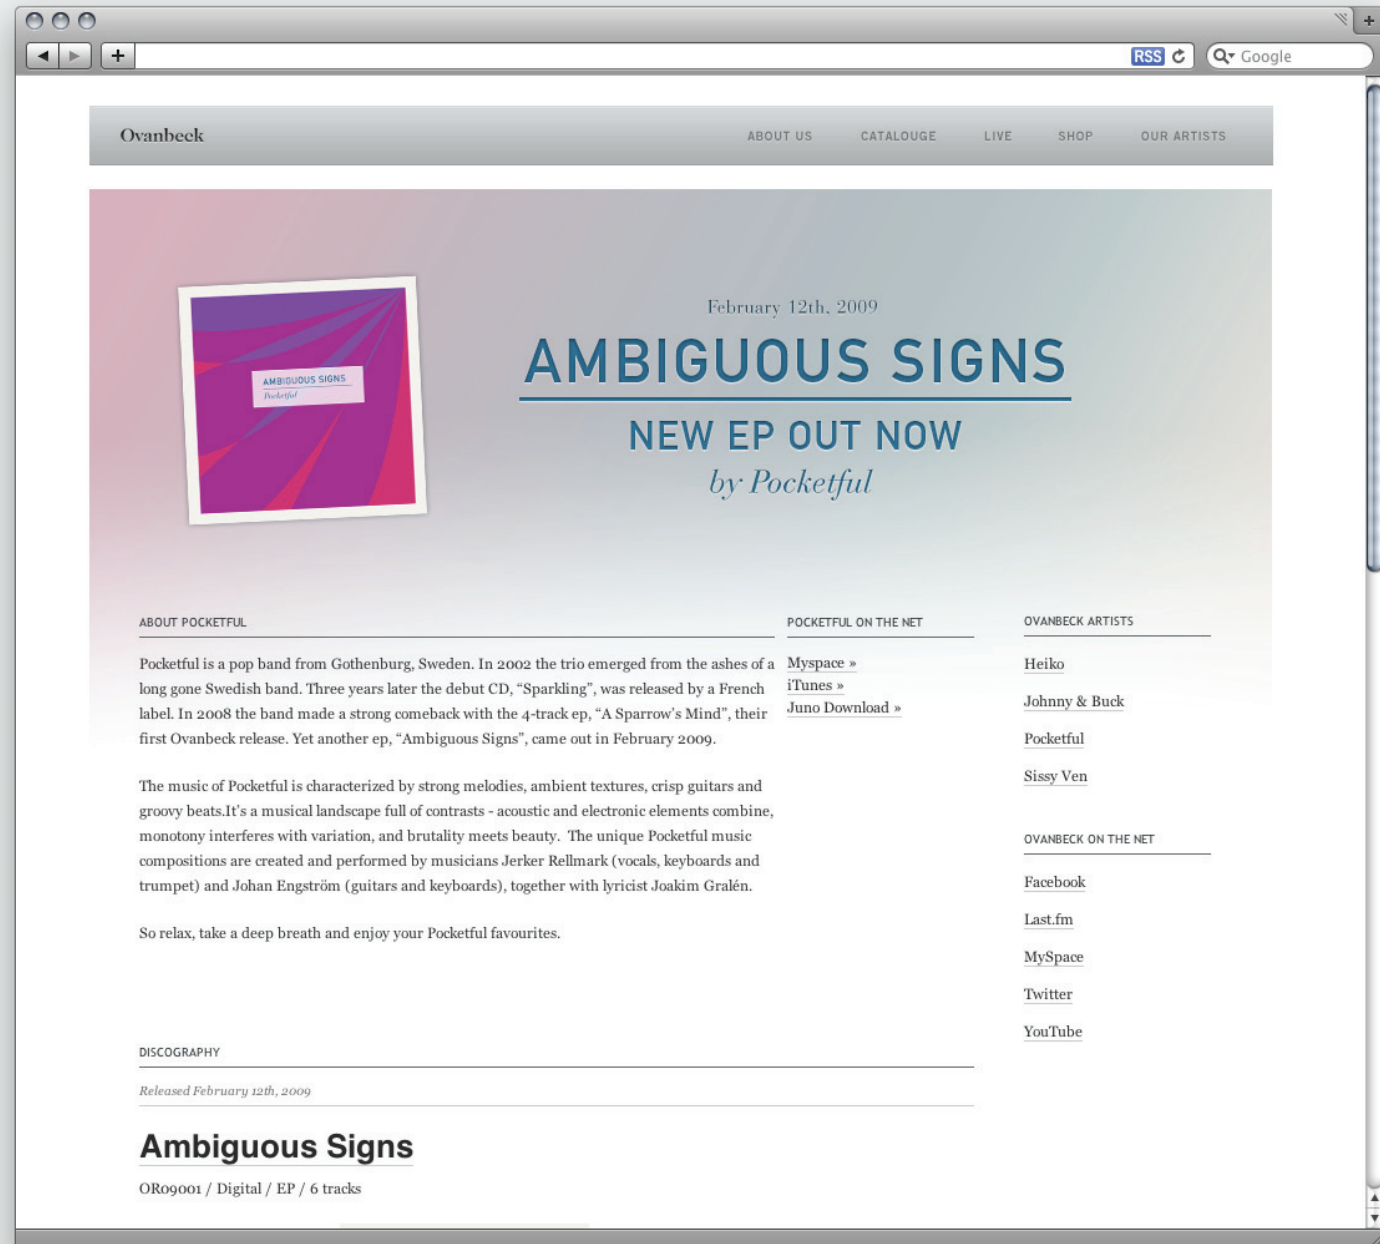 RSS
Google
Ovanbeck
ABOUT US
CATALOUGE
LIVE
SHOP
OUR ARTISTS
AMBIGUOUS SIGNS
Pocketful
February 12th, 2009
AMBIGUOUS SIGNS
NEW EP OUT NOW
by Pocketful
ABOUT POCKETFUL
Pocketful is a pop band from Gothenburg, Sweden. In 2002 the trio emerged from the ashes of a
long gone Swedish band. Three years later the debut CD, “Sparkling”, was released by a French
label. In 2008 the band made a strong comeback with the 4-track ep, “A Sparrow’s Mind”, their
first Ovanbeck release. Yet another ep, “Ambiguous Signs”, came out in February 2009.
The music of Pocketful is characterized by strong melodies, ambient textures, crisp guitars and
groovy beats.It’s a musical landscape full of contrasts - acoustic and electronic elements combine,
monotony interferes with variation, and brutality meets beauty.  The unique Pocketful music
compositions are created and performed by musicians Jerker Rellmark (vocals, keyboards and
trumpet) and Johan Engström (guitars and keyboards), together with lyricist Joakim Gralén.
So relax, take a deep breath and enjoy your Pocketful favourites.
POCKETFUL ON THE NET
Myspace »
iTunes »
Juno Download »
OVANBECK ARTISTS
Heiko
Johnny & Buck
Pocketful
Sissy Ven
OVANBECK ON THE NET
Facebook
Last.fm
MySpace
Twitter
YouTube
DISCOGRAPHY
Released February 12th, 2009
Ambiguous Signs
OR09001 / Digital / EP / 6 tracks